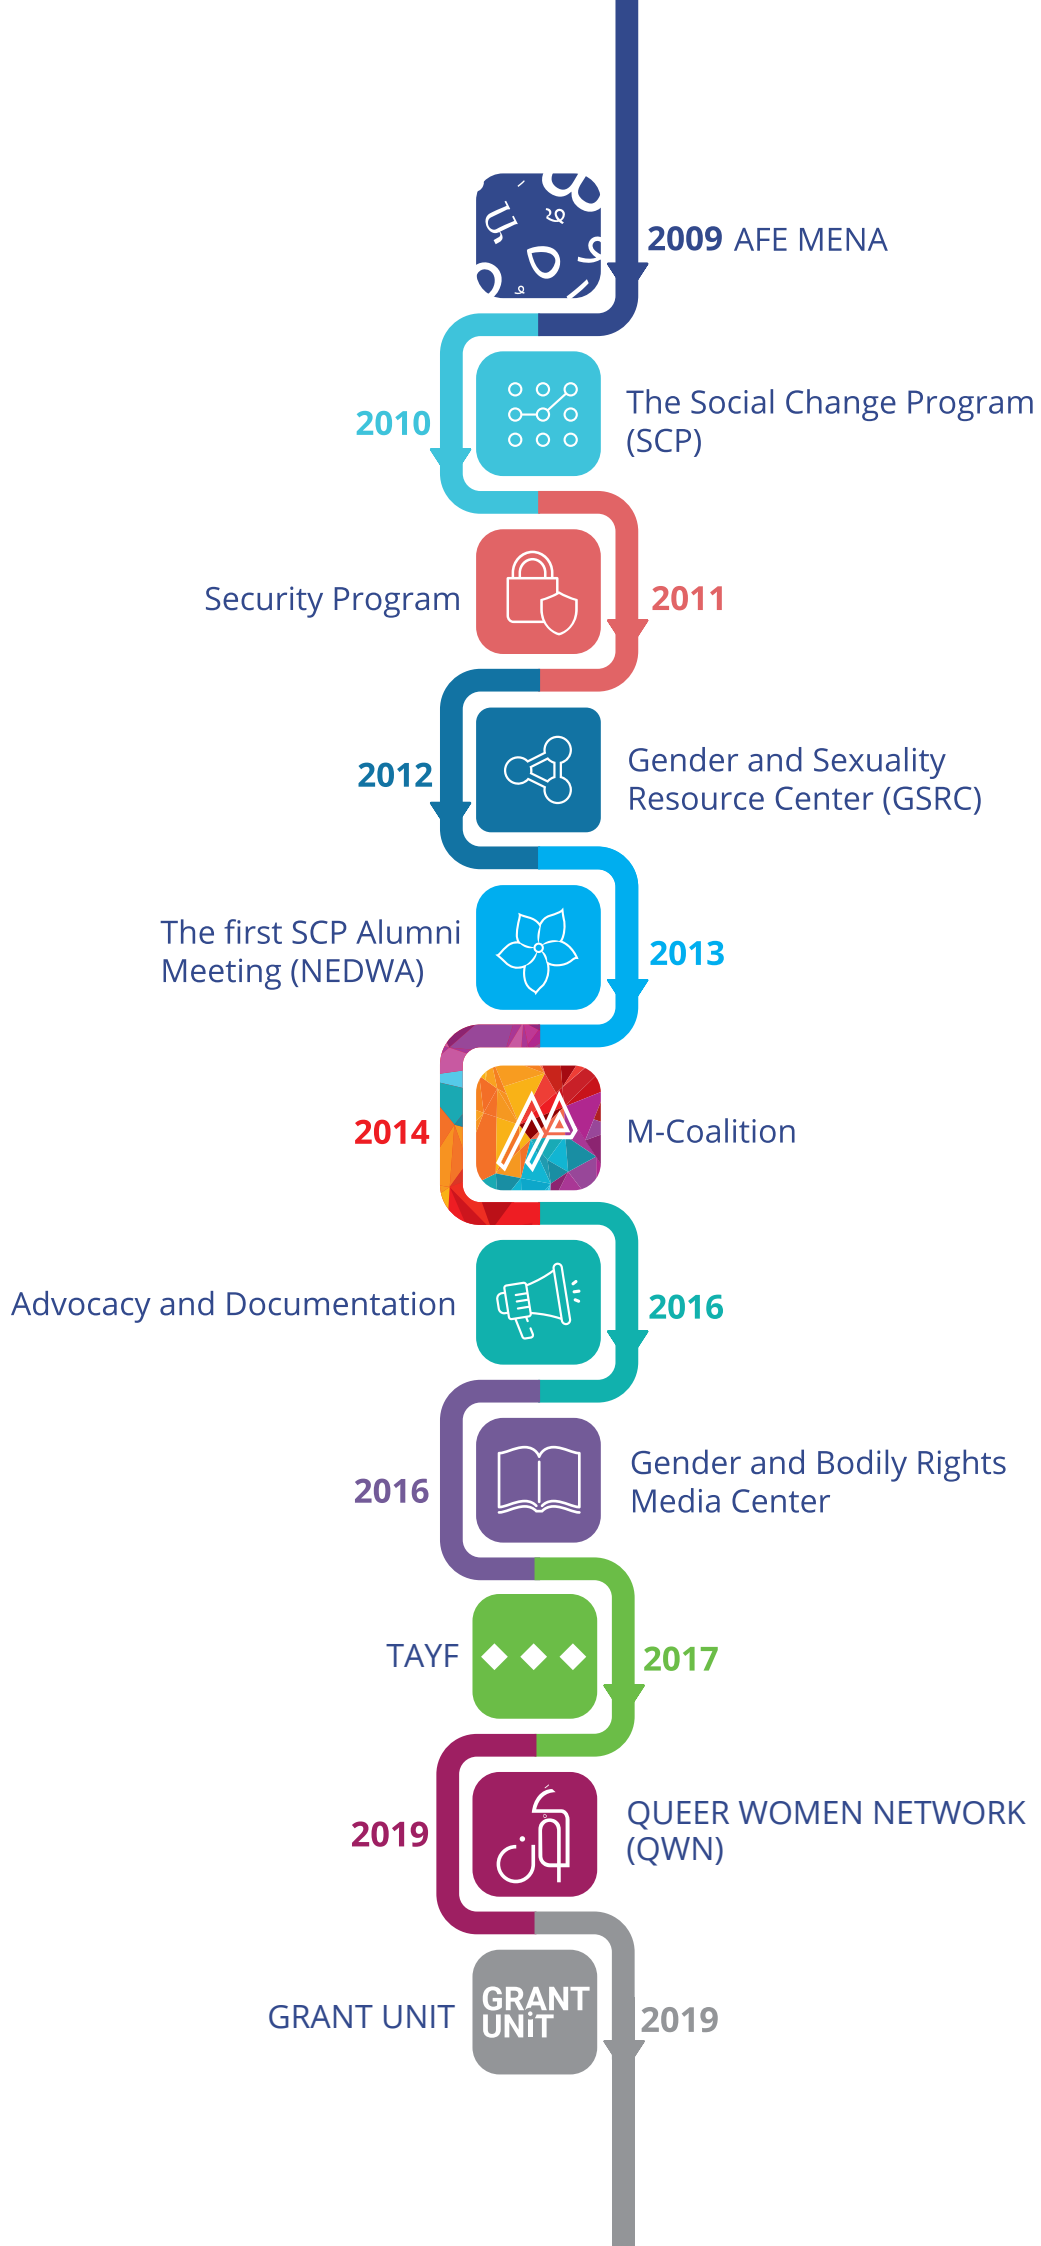 2009 AFE MENA
2010
The Social Change Program
(SCP)
Security Program
2011
2012
Gender and Sexuality
Resource Center (GSRC)
The first SCP Alumni
Meeting (NEDWA)
2013
2014
M-Coalition
Advocacy and Documentation
2016
2016
Gender and Bodily Rights
Media Center
TAYF
2017
2019
QUEER WOMEN NETWORK
(QWN)
GRANT UNIT
GRANT
UNiT
2019